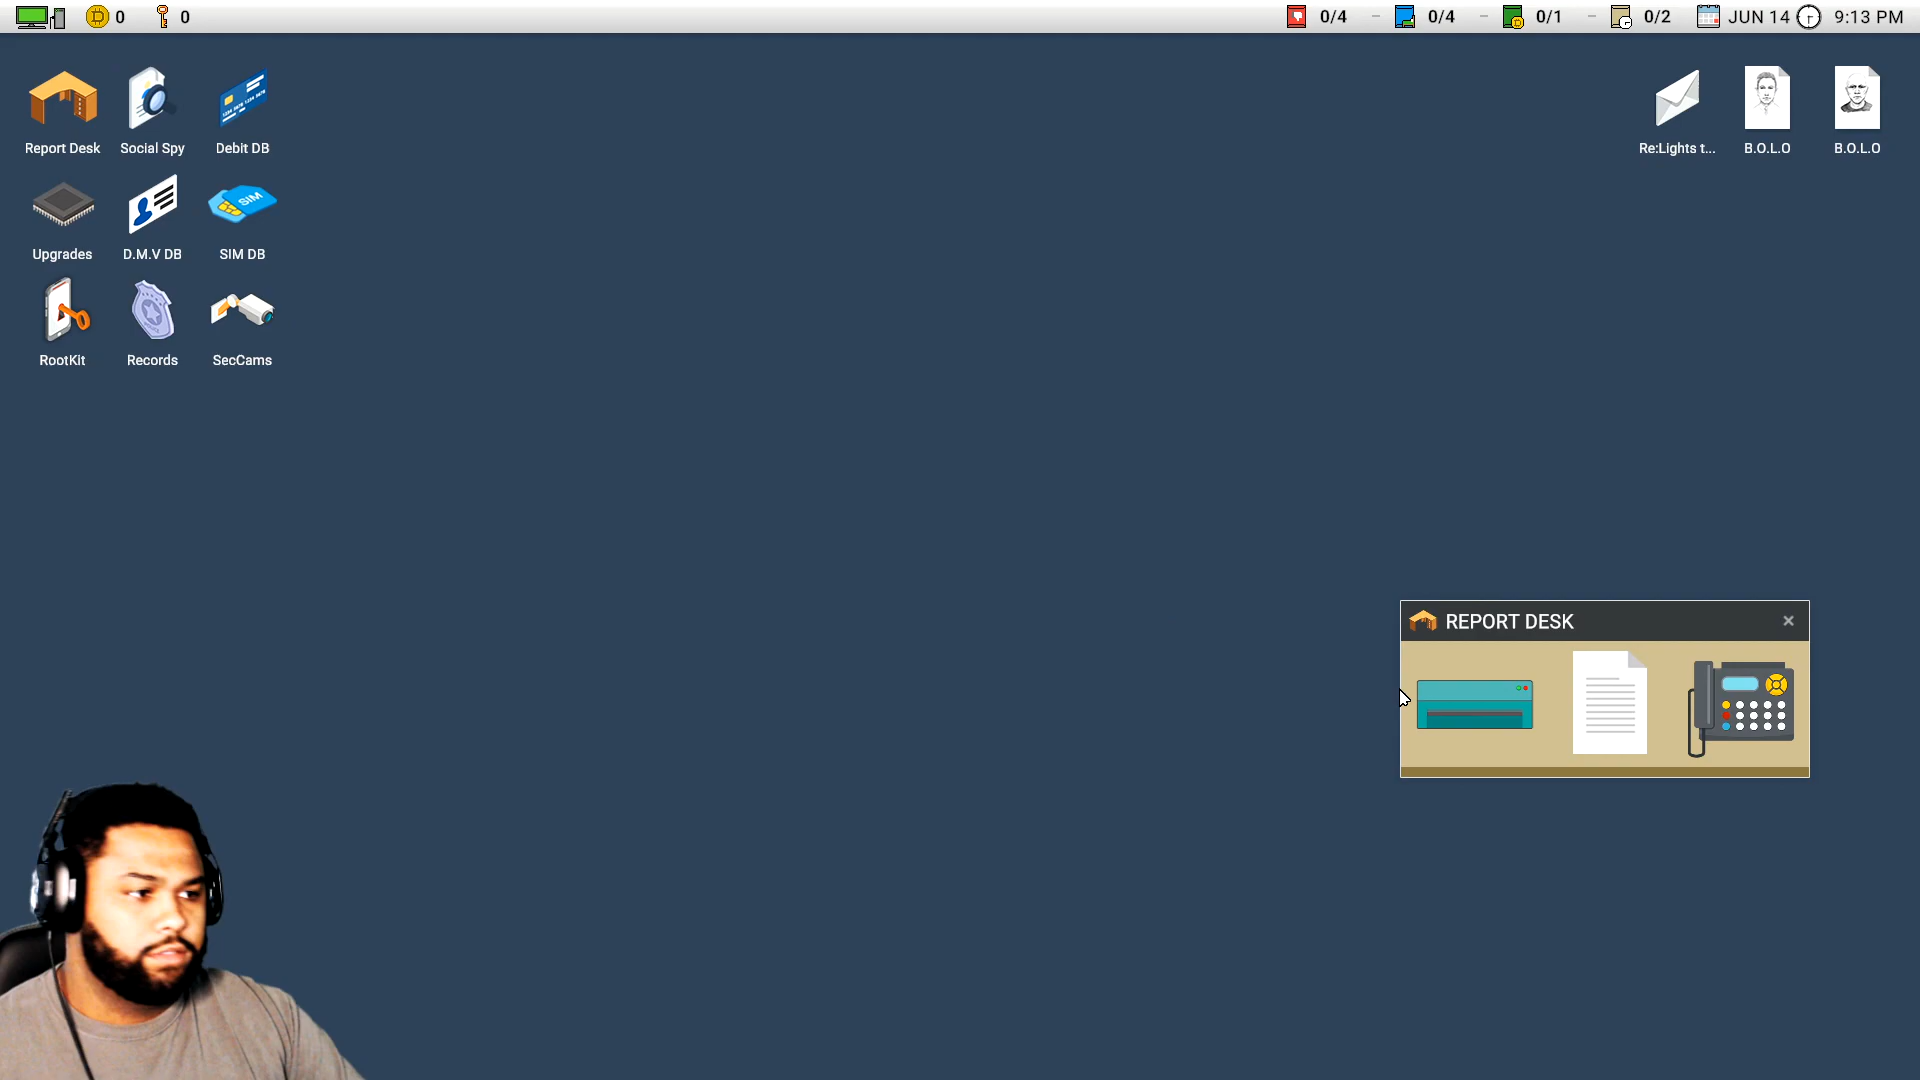 0 0 0/4 – 0/4 – 0/1 – 0/2 JUN 14 9:13 PM
Report Desk Social Spy Debit DB
Re:Lights t... B.O.L.O B.O.L.O
Upgrades D.M.V DB SIM DB
SIM
RootKit Records SecCams
REPORT DESK